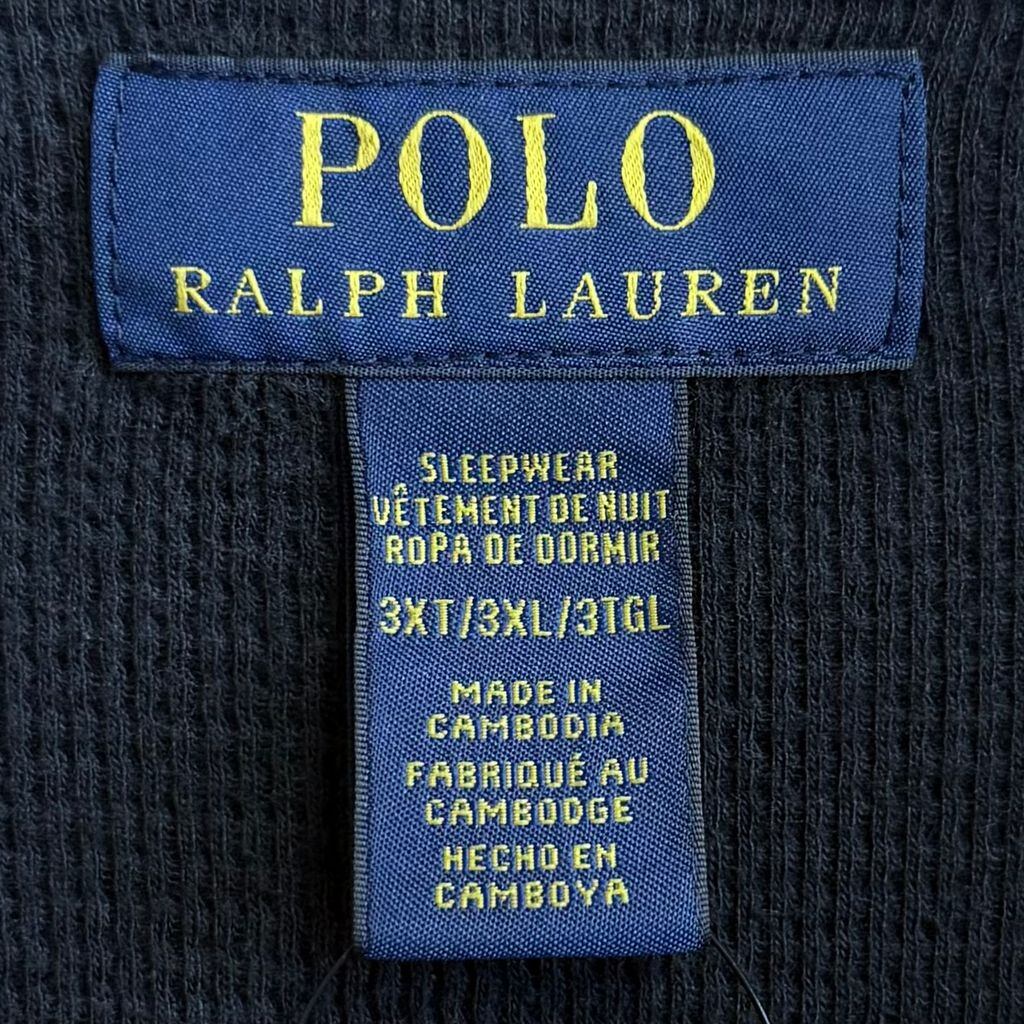 POLO
RALPH LAUREN
SLEEPWEAR
VÊTEMENT DE NUIT
ROPA DE DORMIR
3XT/3XL/3TGL
MADE IN
CAMBODIA
FABRIQUÉ AU
CAMBODGE
HECHO EN
CAMBOYA